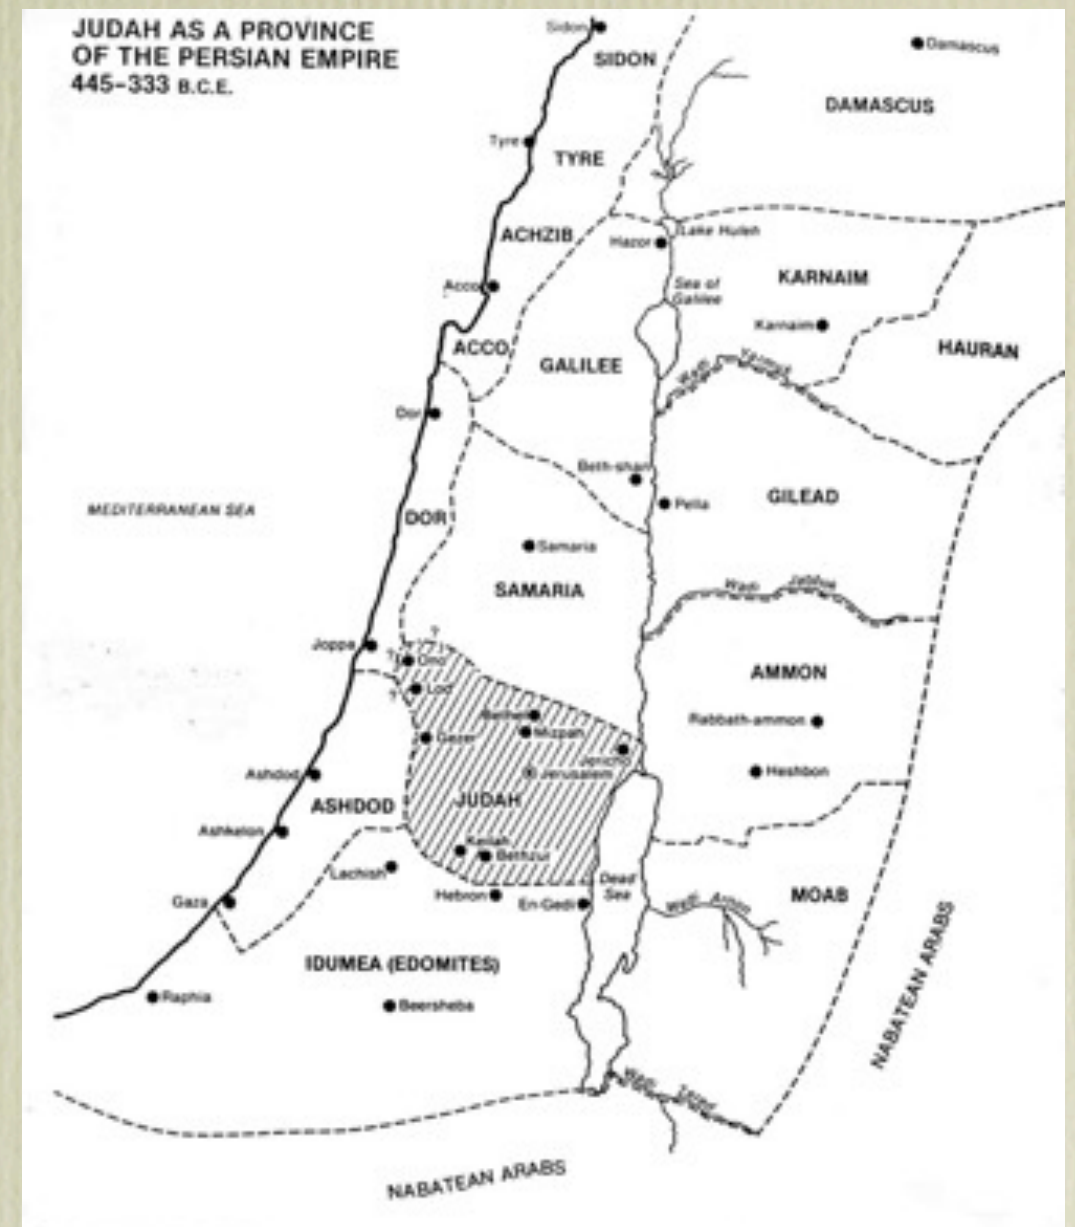 JUDAH AS A PROVINCE
OF THE PERSIAN EMPIRE
445–333 B.C.E.
Sidon
SIDON
Damascus
DAMASCUS
Tyre
TYRE
ACHZIB
Hazor
Lake Huleh
KARNAIM
Acco
Sea of
Galilee
Karnaim
ACCO
GALILEE
HAURAN
Wadi Yarmuk
Dor
Beth-shan
Pella
GILEAD
MEDITERRANEAN SEA
DOR
Samaria
SAMARIA
Wadi Jabbok
?
Joppa
?
Ono
?
Lod
AMMON
Bethel
Rabbath-ammon
Gezer
Mizpah
Jericho
Ashdod
Jerusalem
Heshbon
ASHDOD
JUDAH
Ashkelon
Keilah
Bethzur
Lachish
Dead
Sea
Hebron
En-Gedi
Wadi Arnon
MOAB
Gaza
NABATEAN ARABS
IDUMEA (EDOMITES)
Raphia
Beersheba
Wadi Zered
NABATEAN ARABS